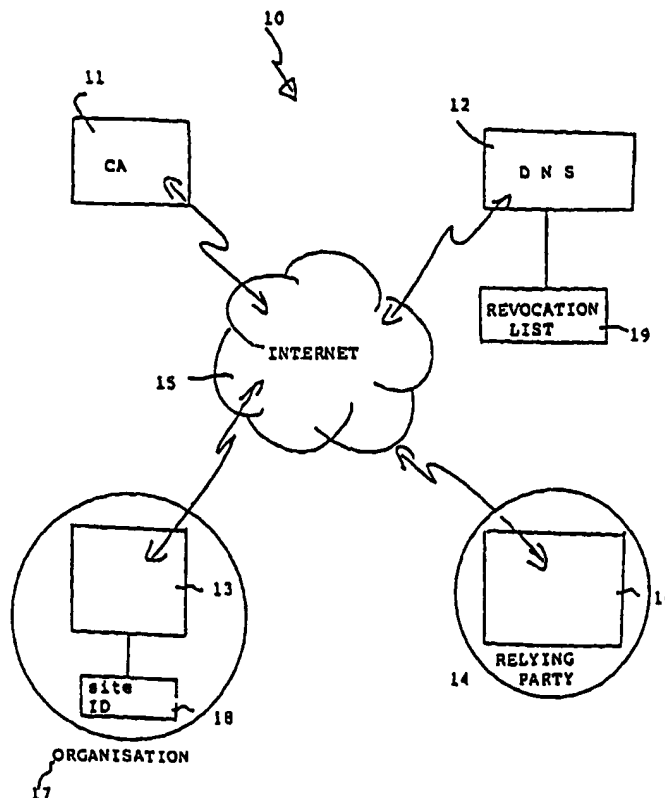 10
11
CA
12
D N S
INTERNET
REVOCATION
LIST
19
15
13
site
ID
18
ORGANISATION
17
RELYING
PARTY
14